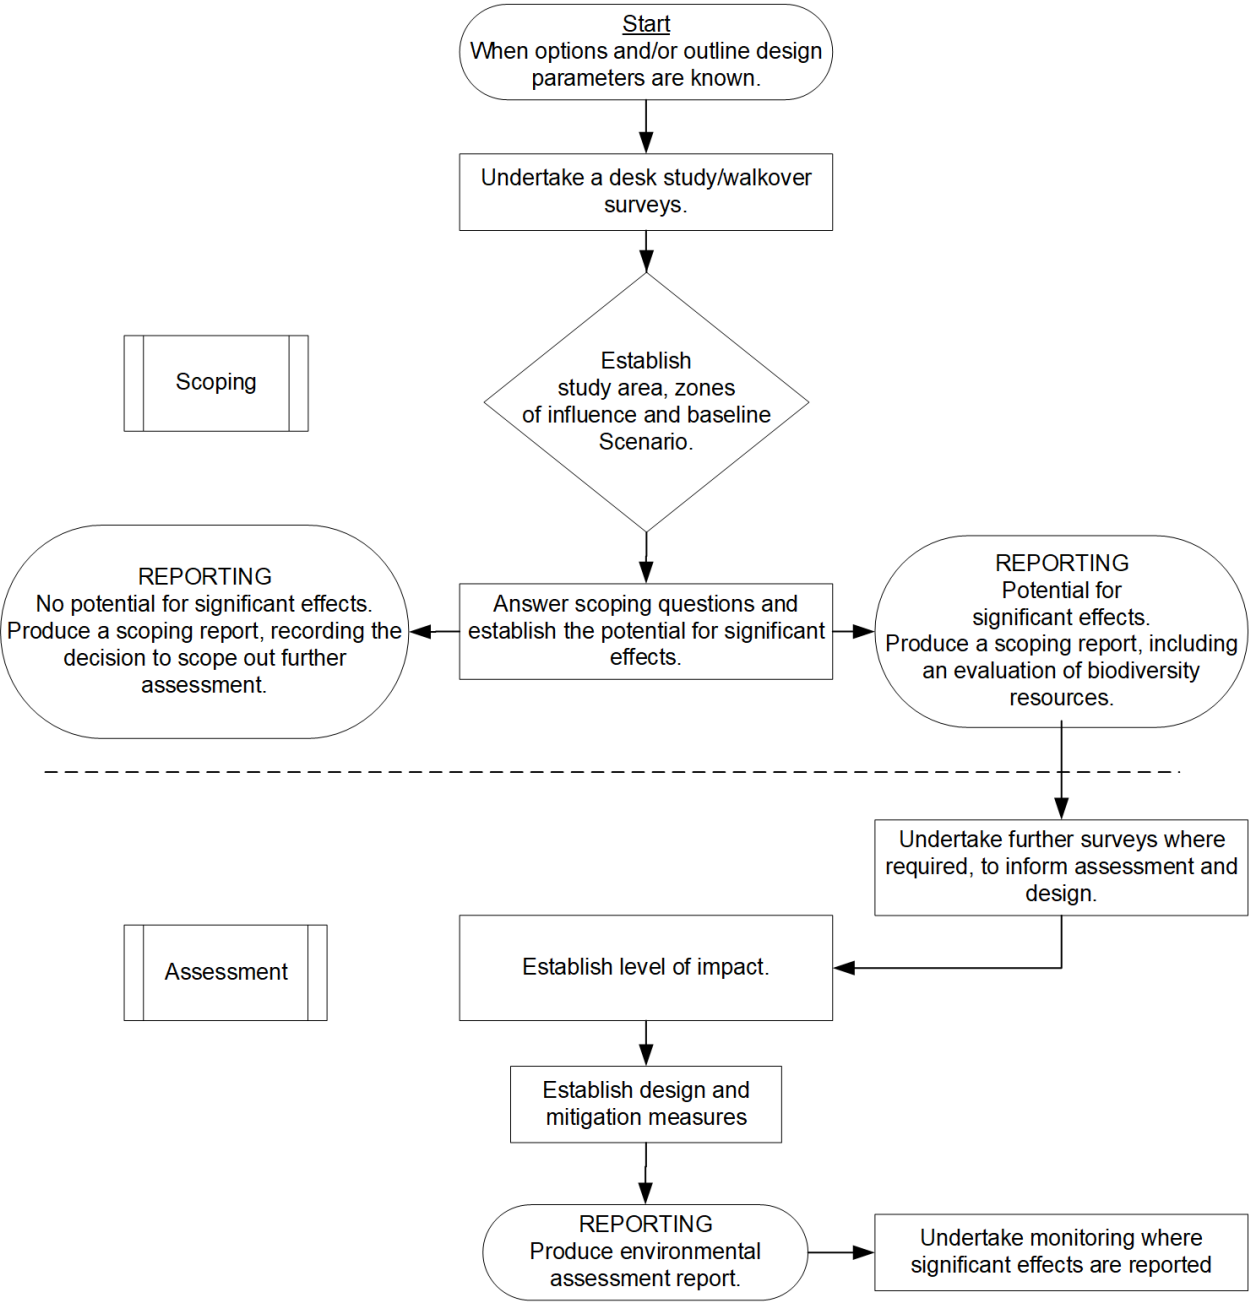 Start
When options and/or outline design
parameters are known.
Undertake a desk study/walkover
surveys.
Scoping
Establish
study area, zones
of influence and baseline
Scenario.
REPORTING
No potential for significant effects.
Produce a scoping report, recording the
decision to scope out further
assessment.
Answer scoping questions and
establish the potential for significant
effects.
REPORTING
Potential for
significant effects.
Produce a scoping report, including
an evaluation of biodiversity
resources.
Undertake further surveys where
required, to inform assessment and
design.
Assessment
Establish level of impact.
Establish design and
mitigation measures
REPORTING
Produce environmental
assessment report.
Undertake monitoring where
significant effects are reported